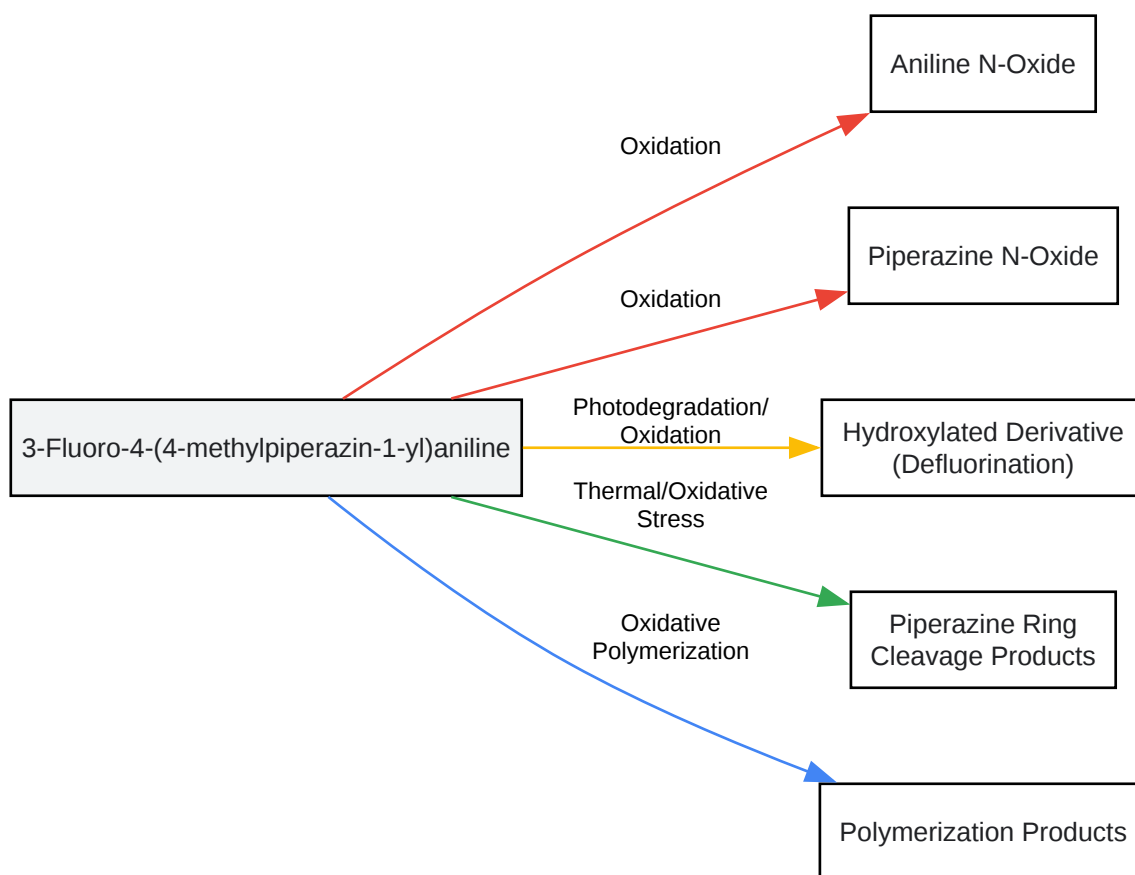 Aniline N-Oxide
Oxidation
Piperazine N-Oxide
Oxidation
Photodegradation/
Oxidation
Hydroxylated Derivative
(Defluorination)
3-Fluoro-4-(4-methylpiperazin-1-yl)aniline
Thermal/Oxidative
Stress
Piperazine Ring
Cleavage Products
Oxidative
Polymerization
Polymerization Products